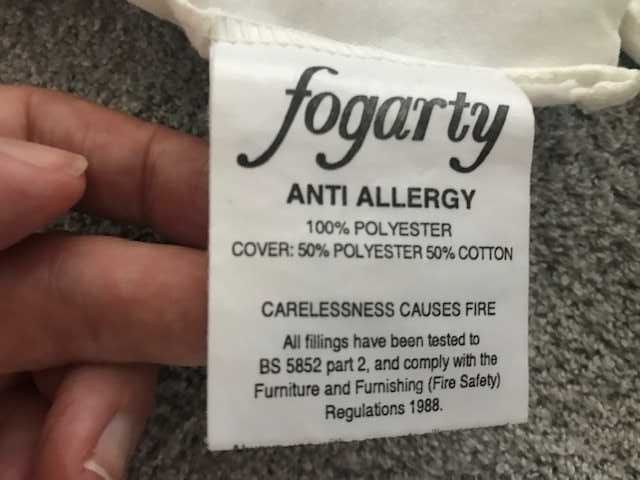 fogarty
ANTI ALLERGY
100% POLYESTER
COVER: 50% POLYESTER 50% COTTON
CARELESSNESS CAUSES FIRE
All fillings have been tested to
BS 5852 part 2, and comply with the
Furniture and Furnishing (Fire Safety)
Regulations 1988.